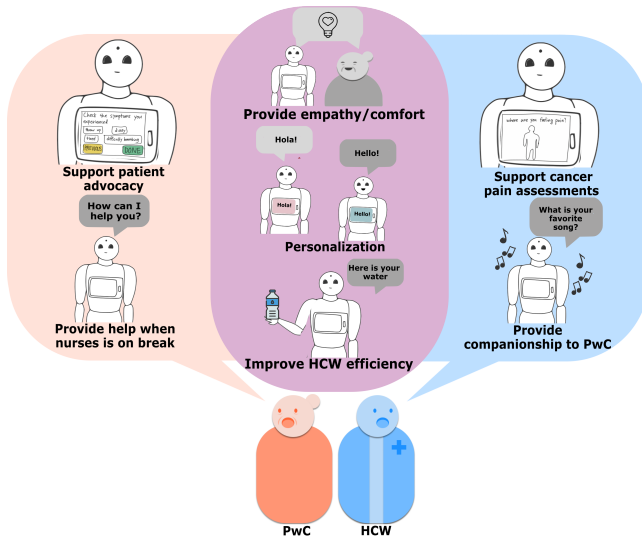 Check the symptoms you
experience?
throw up
dizzy
tired
difficulty breathing
PREVIOUS
DONE
Support patient
advocacy
How can I
help you?
Provide help when
nurses is on break
Provide empathy/comfort
Hola!
Hello!
Hola!
Hello!
Personalization
Here is your
water
Improve HCW efficiency
where are you feeling pain?
Support cancer
pain assessments
What is your
favorite
song?
Provide
companionship to PwC
PwC
HCW